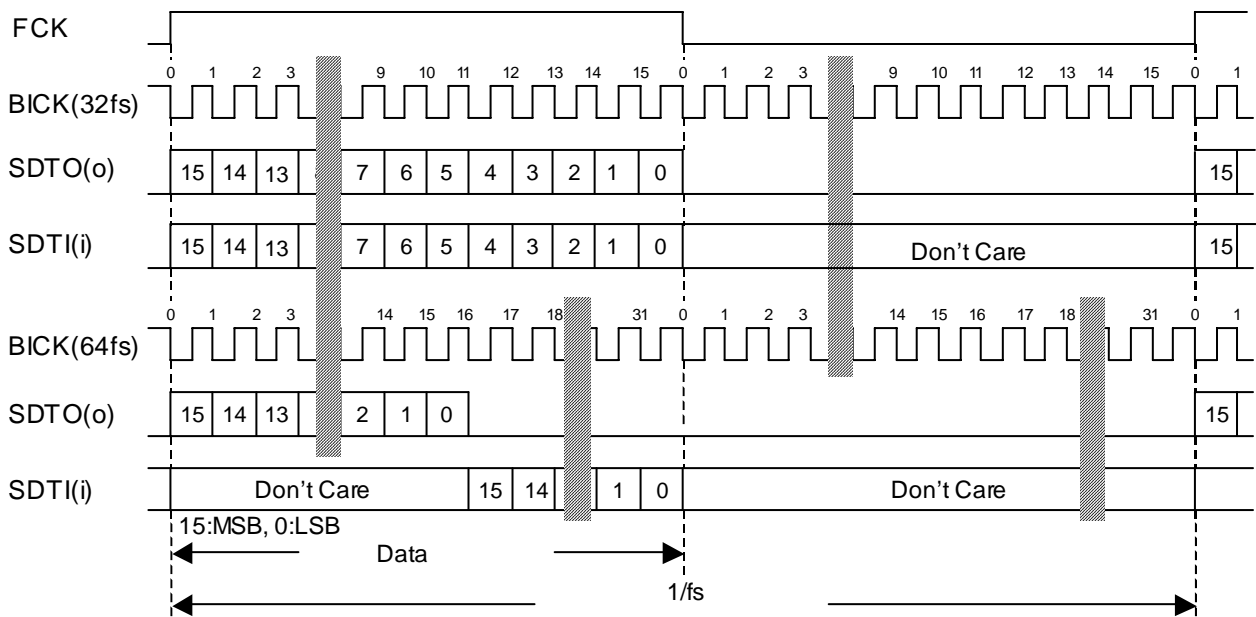 FCK
0 1 2 3 9 10 11 12 13 14 15 0 1 2 3 9 10 11 12 13 14 15 0 1
BICK(32fs)
SDTO(o) 15 14 13 7 6 5 4 3 2 1 0 15
SDTI(i) 15 14 13 7 6 5 4 3 2 1 0 Don't Care 15
0 1 2 3 14 15 16 17 18 31 0 1 2 3 14 15 16 17 18 31 0 1
BICK(64fs)
SDTO(o) 15 14 13 2 1 0 15
SDTI(i) Don't Care 15 14 1 0 Don't Care
15:MSB, 0:LSB
Data
1/fs